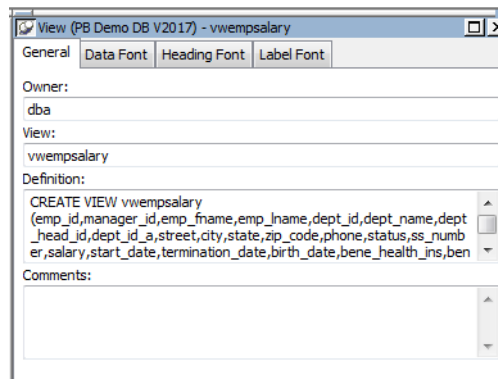 View (PB Demo DB V2017) - vwempsalary
General Data Font Heading Font Label Font
Owner:
dba
View:
vwempsalary
Definition:
CREATE VIEW vwempsalary
(emp_id,manager_id,emp_fname,emp_lname,dept_id,dept_name,dept
_head_id,dept_id_a,street,city,state,zip_code,phone,status,ss_numb
er,salary,start_date,termination_date,birth_date,bene_health_ins,ben
Comments: